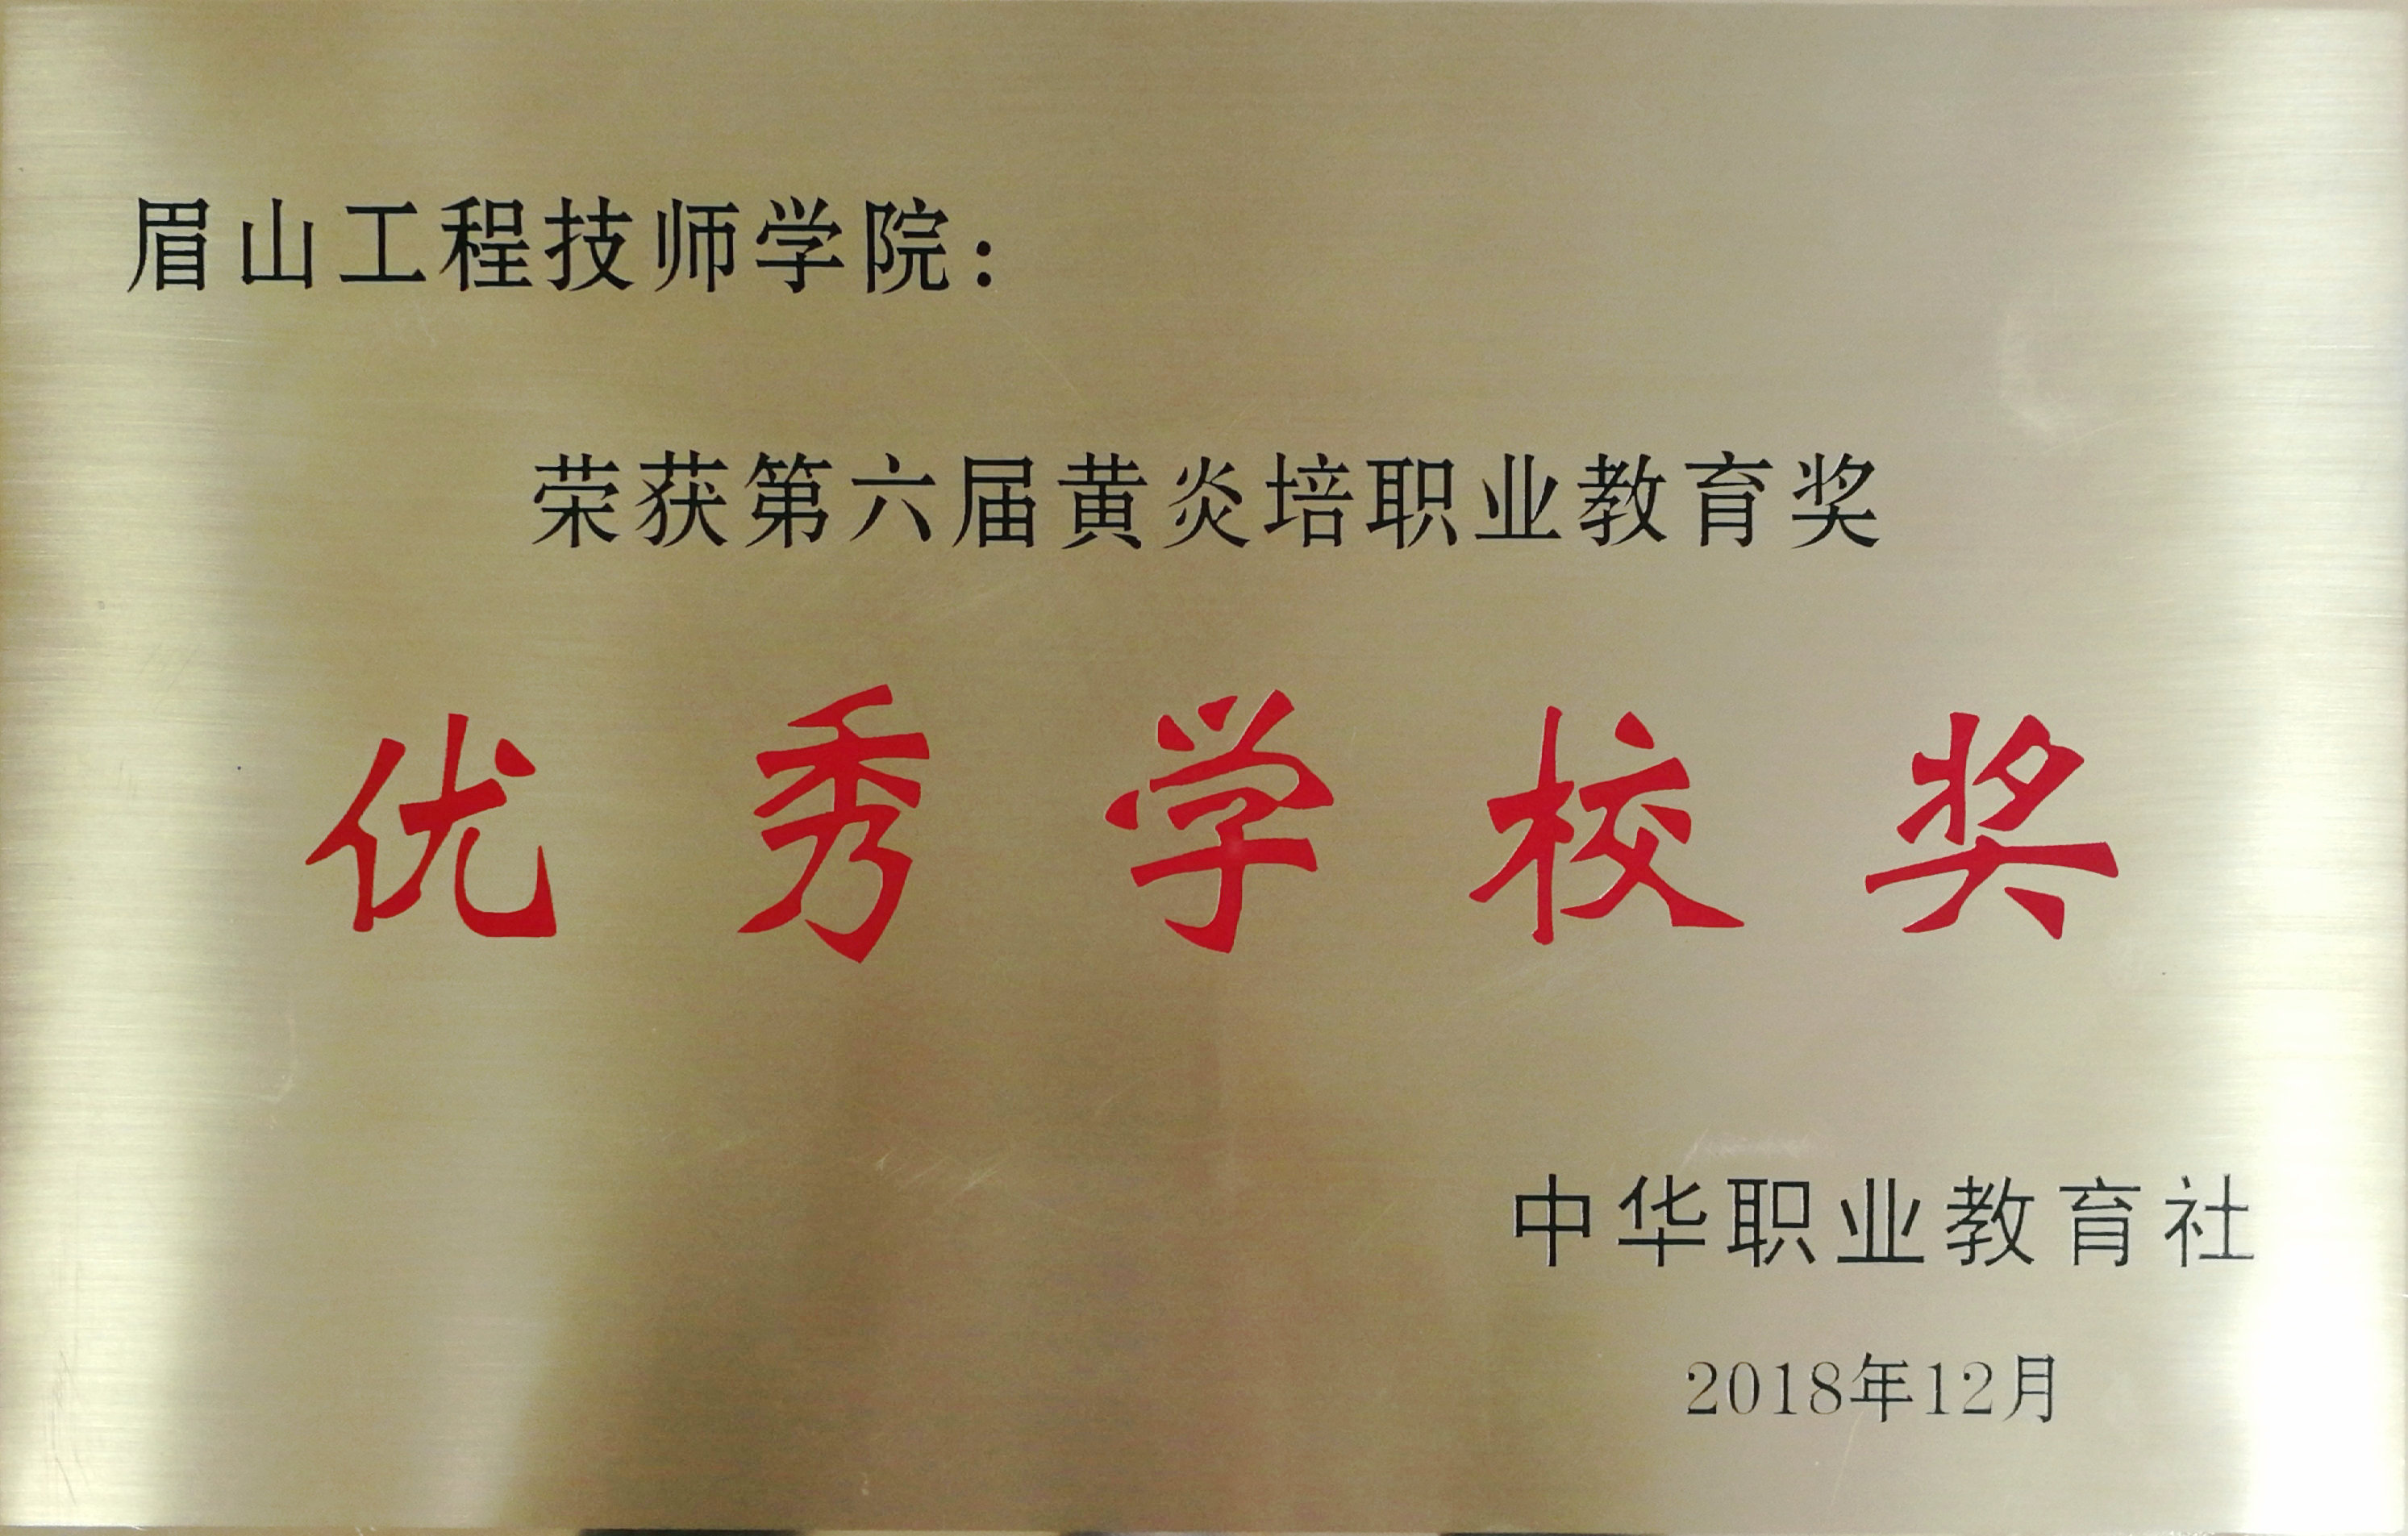 眉山工程技师学院：
荣获第六届黄炎培职业教育奖
优秀学校奖
中华职业教育社
2018年12月